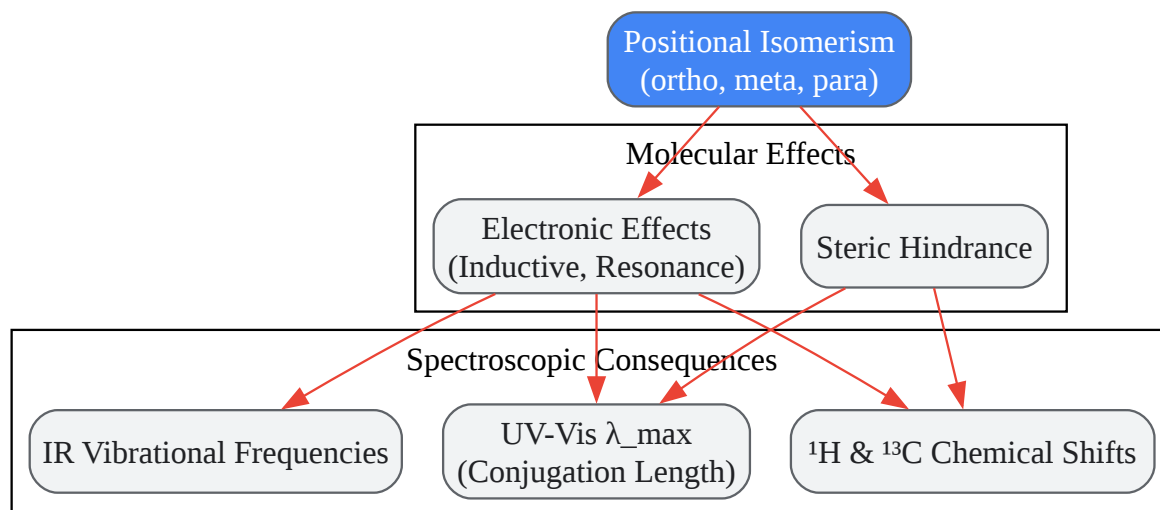 Positional Isomerism
(ortho, meta, para)
Molecular Effects
Electronic Effects
(Inductive, Resonance)
Steric Hindrance
Spectroscopic Consequences
IR Vibrational Frequencies
UV-Vis λ_max
(Conjugation Length)
¹H & ¹³C Chemical Shifts